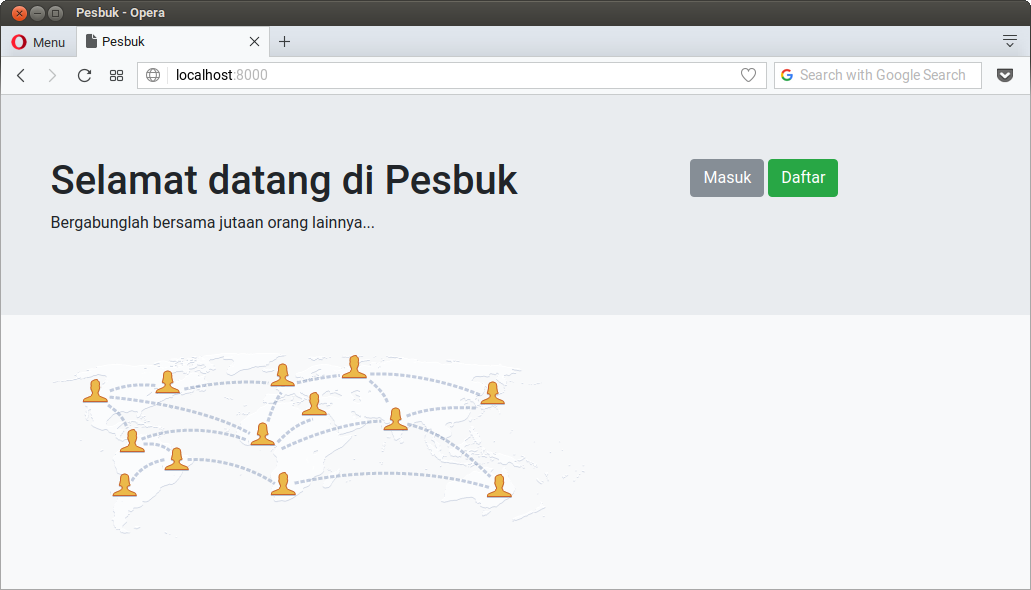 Pesbuk - Opera
Menu
Pesbuk
localhost:8000
Search with Google Search
Selamat datang di Pesbuk
Masuk
Daftar
Bergabunglah bersama jutaan orang lainnya...